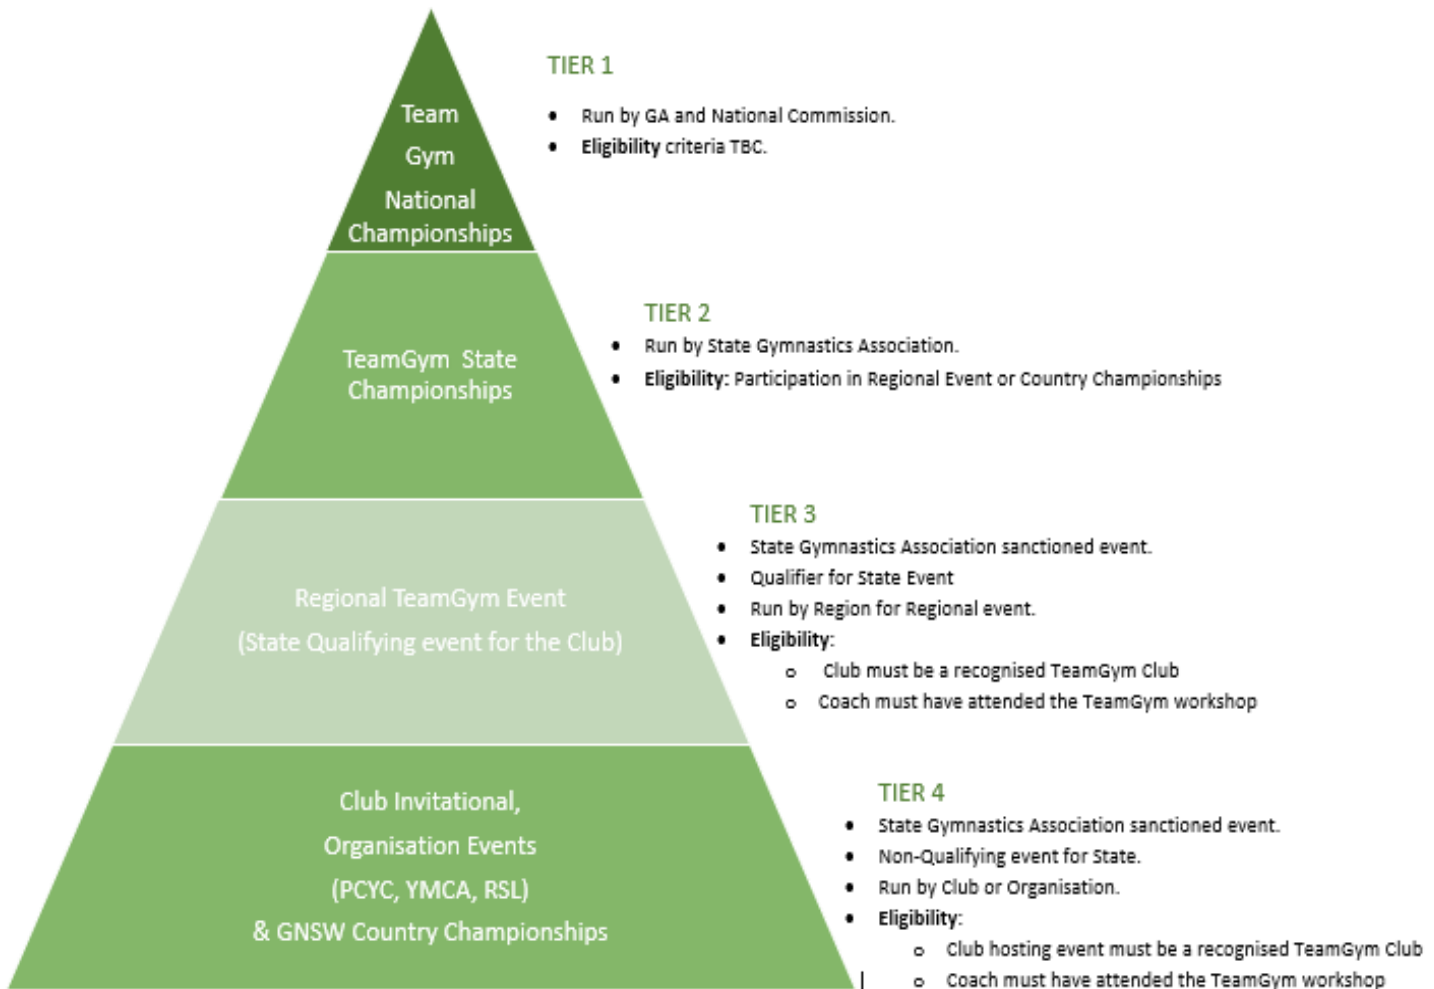 Team
Gym
National
Championships
TIER 1
• Run by GA and National Commission.
• Eligibility criteria TBC.
TeamGym State
Championships
TIER 2
• Run by State Gymnastics Association.
• Eligibility: Participation in Regional Event or Country Championships
Regional TeamGym Event
(State Qualifying event for the Club)
TIER 3
• State Gymnastics Association sanctioned event.
• Qualifier for State Event
• Run by Region for Regional event.
• Eligibility:
o Club must be a recognised TeamGym Club
o Coach must have attended the TeamGym workshop
Club Invitational,
Organisation Events
(PCYC, YMCA, RSL)
& GNSW Country Championships
TIER 4
• State Gymnastics Association sanctioned event.
• Non-Qualifying event for State.
• Run by Club or Organisation.
• Eligibility:
o Club hosting event must be a recognised TeamGym Club
o Coach must have attended the TeamGym workshop